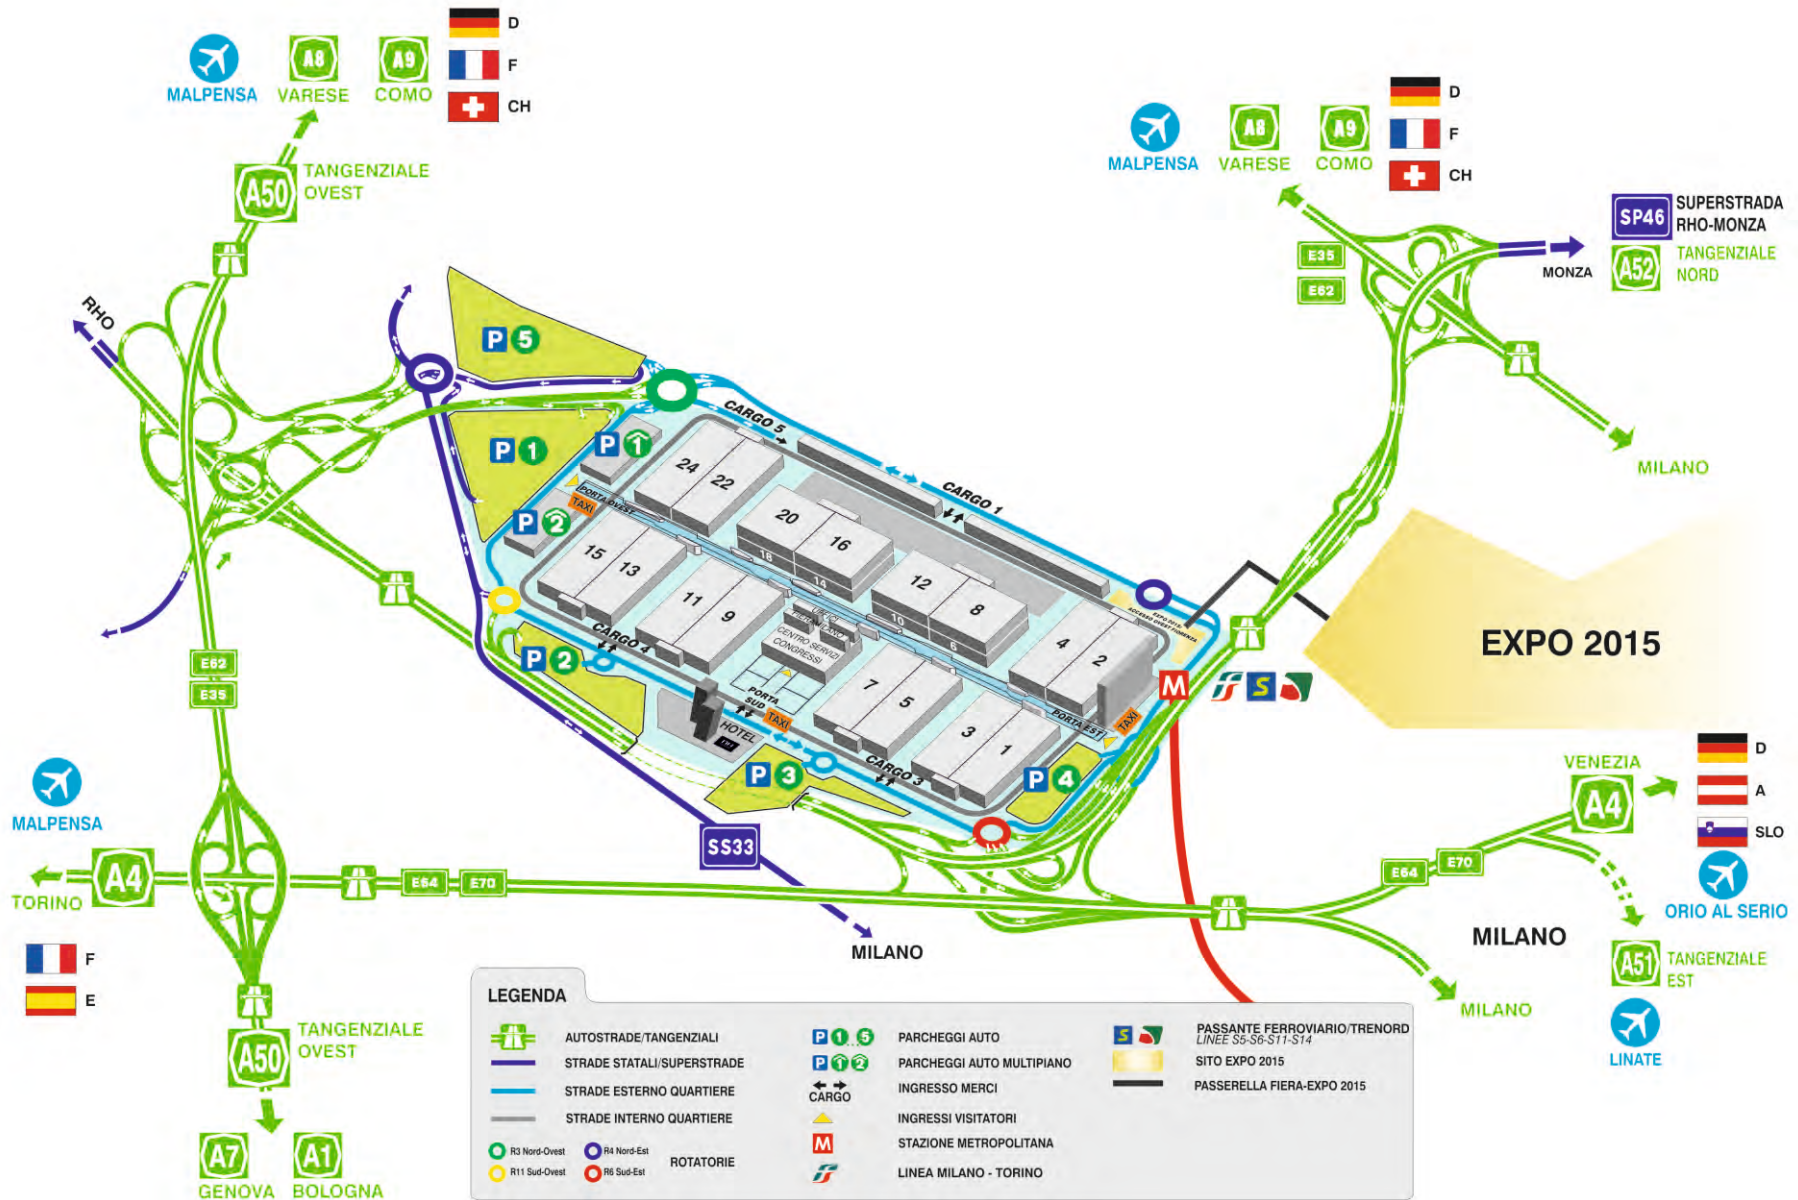 D
F
CH
A8
A9
MALPENSA
VARESE
COMO
A50
TANGENZIALE
OVEST
D
F
CH
A8
A9
MALPENSA
VARESE
COMO
SP46
SUPERSTRADA
RHO-MONZA
A52
TANGENZIALE
NORD
E35
E62
MONZA
MILANO
RHO
P 5
P 1
P 1
P 2
CARGO 5
CARGO 1
PORTA OVEST
TAXI
24
22
20
16
18
14
15
13
12
8
10
6
11
9
4
2
CENTRO SERVIZI
CONGRESSI
7
5
3
1
EXPO 2015
ACCESSO OVEST FIORENZA
CARGO 4
P 2
PORTA
SUD
TAXI
HOTEL
P 3
CARGO 3
P 4
PORTA EST
TAXI
M
S
EXPO 2015
E62
E35
SS33
MILANO
MALPENSA
A4
TORINO
F
E
E64
E70
E64
E70
VENEZIA
A4
D
A
SLO
ORIO AL SERIO
MILANO
A51
TANGENZIALE
EST
MILANO
LINATE
A50
TANGENZIALE
OVEST
A7
A1
GENOVA
BOLOGNA
LEGENDA
AUTOSTRADE/TANGENZIALI
STRADE STATALI/SUPERSTRADE
STRADE ESTERNO QUARTIERE
STRADE INTERNO QUARTIERE
R3 Nord-Ovest
R4 Nord-Est
R11 Sud-Ovest
R6 Sud-Est
ROTATORIE
P 1...5
PARCHEGGI AUTO
P 1 2
PARCHEGGI AUTO MULTIPIANO
CARGO
INGRESSO MERCI
INGRESSI VISITATORI
M
STAZIONE METROPOLITANA
LINEA MILANO - TORINO
S
PASSANTE FERROVIARIO/TRENORD
LINEE S5-S6-S11-S14
SITO EXPO 2015
PASSERELLA FIERA-EXPO 2015